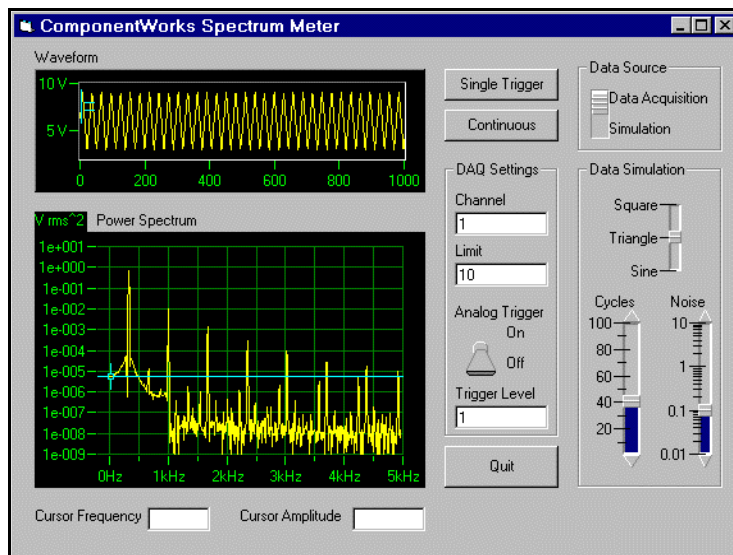 ComponentWorks Spectrum Meter
Waveform
10 V
5 V
0 200 400 600 800 1000
V rms^2 Power Spectrum
1e+001
1e+000
1e-001
1e-002
1e-003
1e-004
1e-005
1e-006
1e-007
1e-008
1e-009
0Hz 1kHz 2kHz 3kHz 4kHz 5kHz
Cursor Frequency
Cursor Amplitude
Single Trigger
Continuous
DAQ Settings
Channel
1
Limit
10
Analog Trigger
On
Off
Trigger Level
1
Quit
Data Source
Data Acquisition
Simulation
Data Simulation
Square
Triangle
Sine
Cycles
100
80
60
40
20
Noise
10
1
0.1
0.01